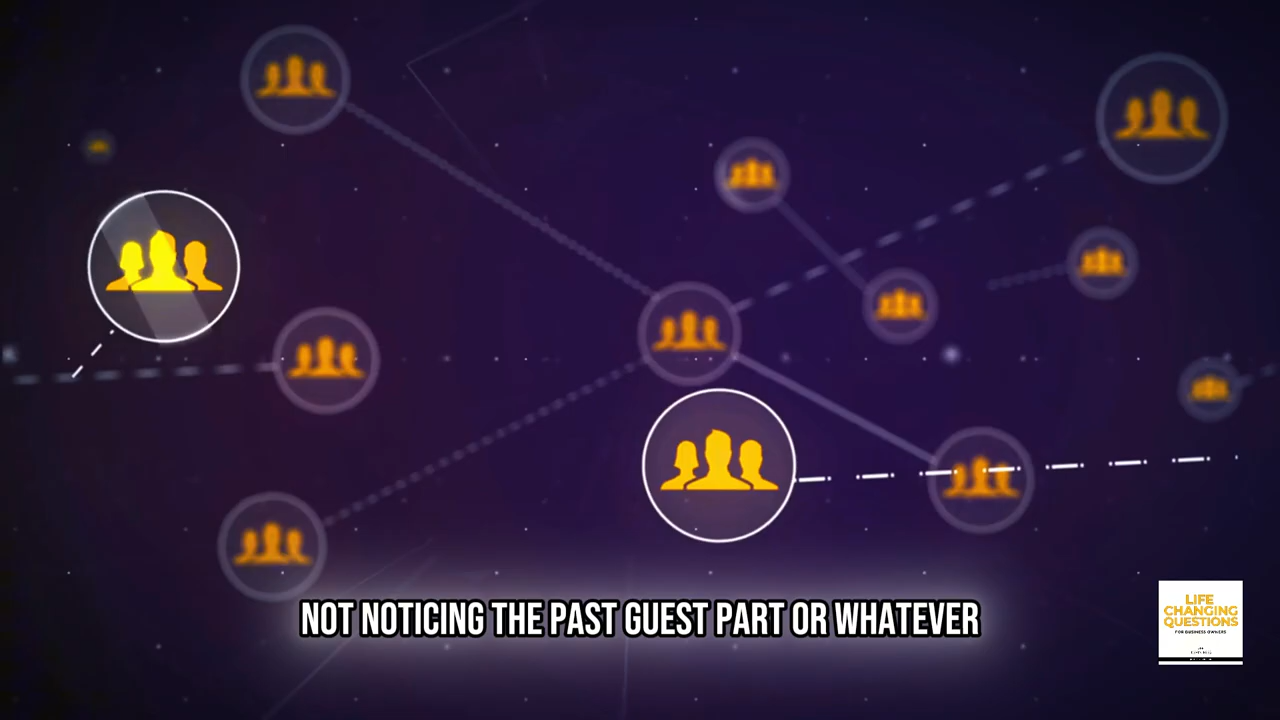 NOT NOTICING THE PAST GUEST PART OR WHATEVER
LIFE
CHANGING
QUESTIONS
FOR BUSINESS OWNERS